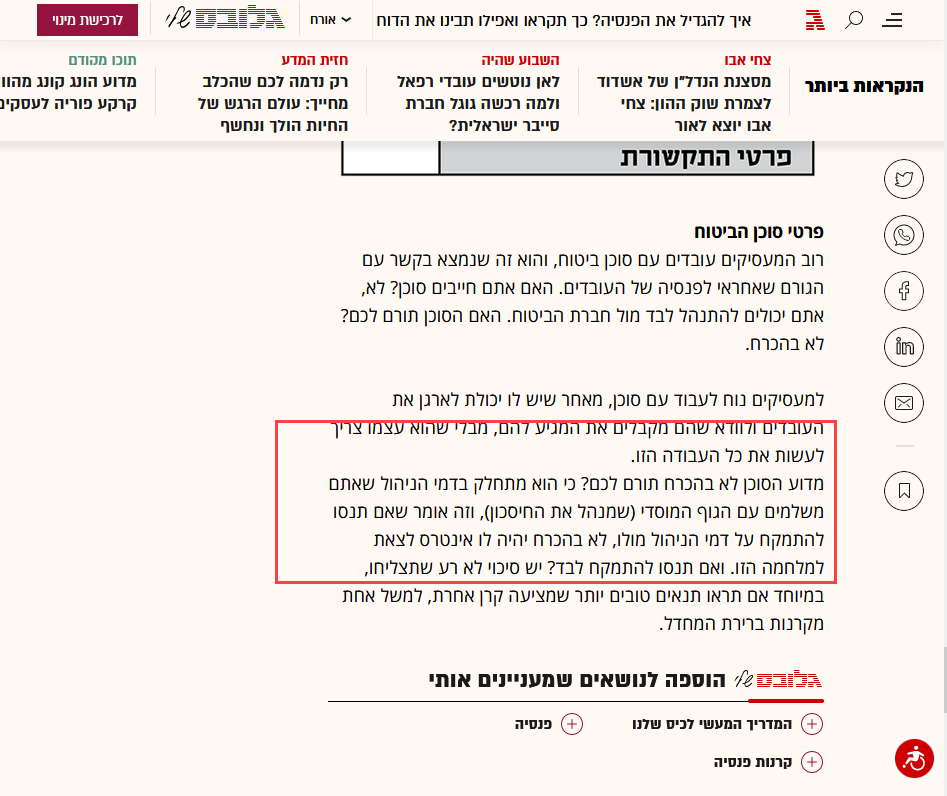 איך להגדיל את הפנסיה? כך תקראו ואפילו תבינו את הדוח
אורח
גלובס שלי
לרכישת מינוי
הנקראות ביותר
צחי אבו
מסצנת הנדל"ן של אשדוד
לצמרת שוק ההון: צחי
אבו יוצא לאור
השבוע שהיה
לאן נוטשים עובדי רפאל
ולמה רכשה גוגל חברת
סייבר ישראלית?
חזית המדע
רק נדמה לכם שהכלב
מחייך: עולם הרגש של
החיות הולך ונחשף
תוכו מקודם
מדוע הונג קונג מהוו
קרקע פוריה לעסקים
פרטי התקשורת
פרטי סוכן הביטוח
רוב המעסיקים עובדים עם סוכן ביטוח, והוא זה שנמצא בקשר עם
הגורם שאחראי לפנסיה של העובדים. האם אתם חייבים סוכן? לא,
אתם יכולים להתנהל לבד מול חברת הביטוח. האם הסוכן תורם לכם?
לא בהכרח.
למעסיקים נוח לעבוד עם סוכן, מאחר שיש לו יכולת לארגן את
העובדים ולוודא שהם מקבלים את המגיע להם, מבלי שהוא עצמו צריך
לעשות את כל העבודה הזו.
מדוע הסוכן לא בהכרח תורם לכם? כי הוא מתחלק בדמי הניהול שאתם
משלמים עם הגוף המוסדי (שמנהל את החיסכון), וזה אומר שאם תנסו
להתמקח על דמי הניהול מולו, לא בהכרח יהיה לו אינטרס לצאת
למלחמה הזו. ואם תנסו להתמקח לבד? יש סיכוי לא רע שתצליחו,
במיוחד אם תראו תנאים טובים יותר שמציעה קרן אחרת, למשל אחת
מקרנות ברירת המחדל.
גלובס שלי הוספה לנושאים שמעניינים אותי
המדריך המעשי לכיס שלנו
פנסיה
קרנות פנסיה